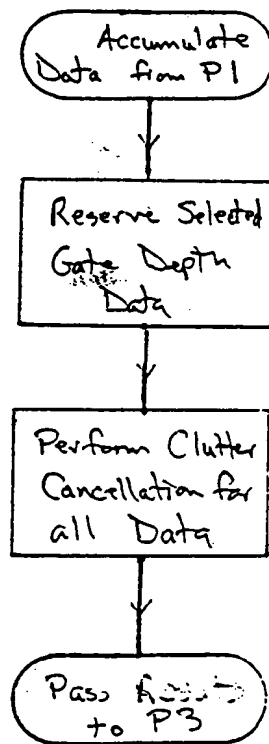 Accumulate
Data from P1
Reserve Selected
Gate Depth
Data
Perform Clutter
Cancellation for
all Data
Pass
to P3